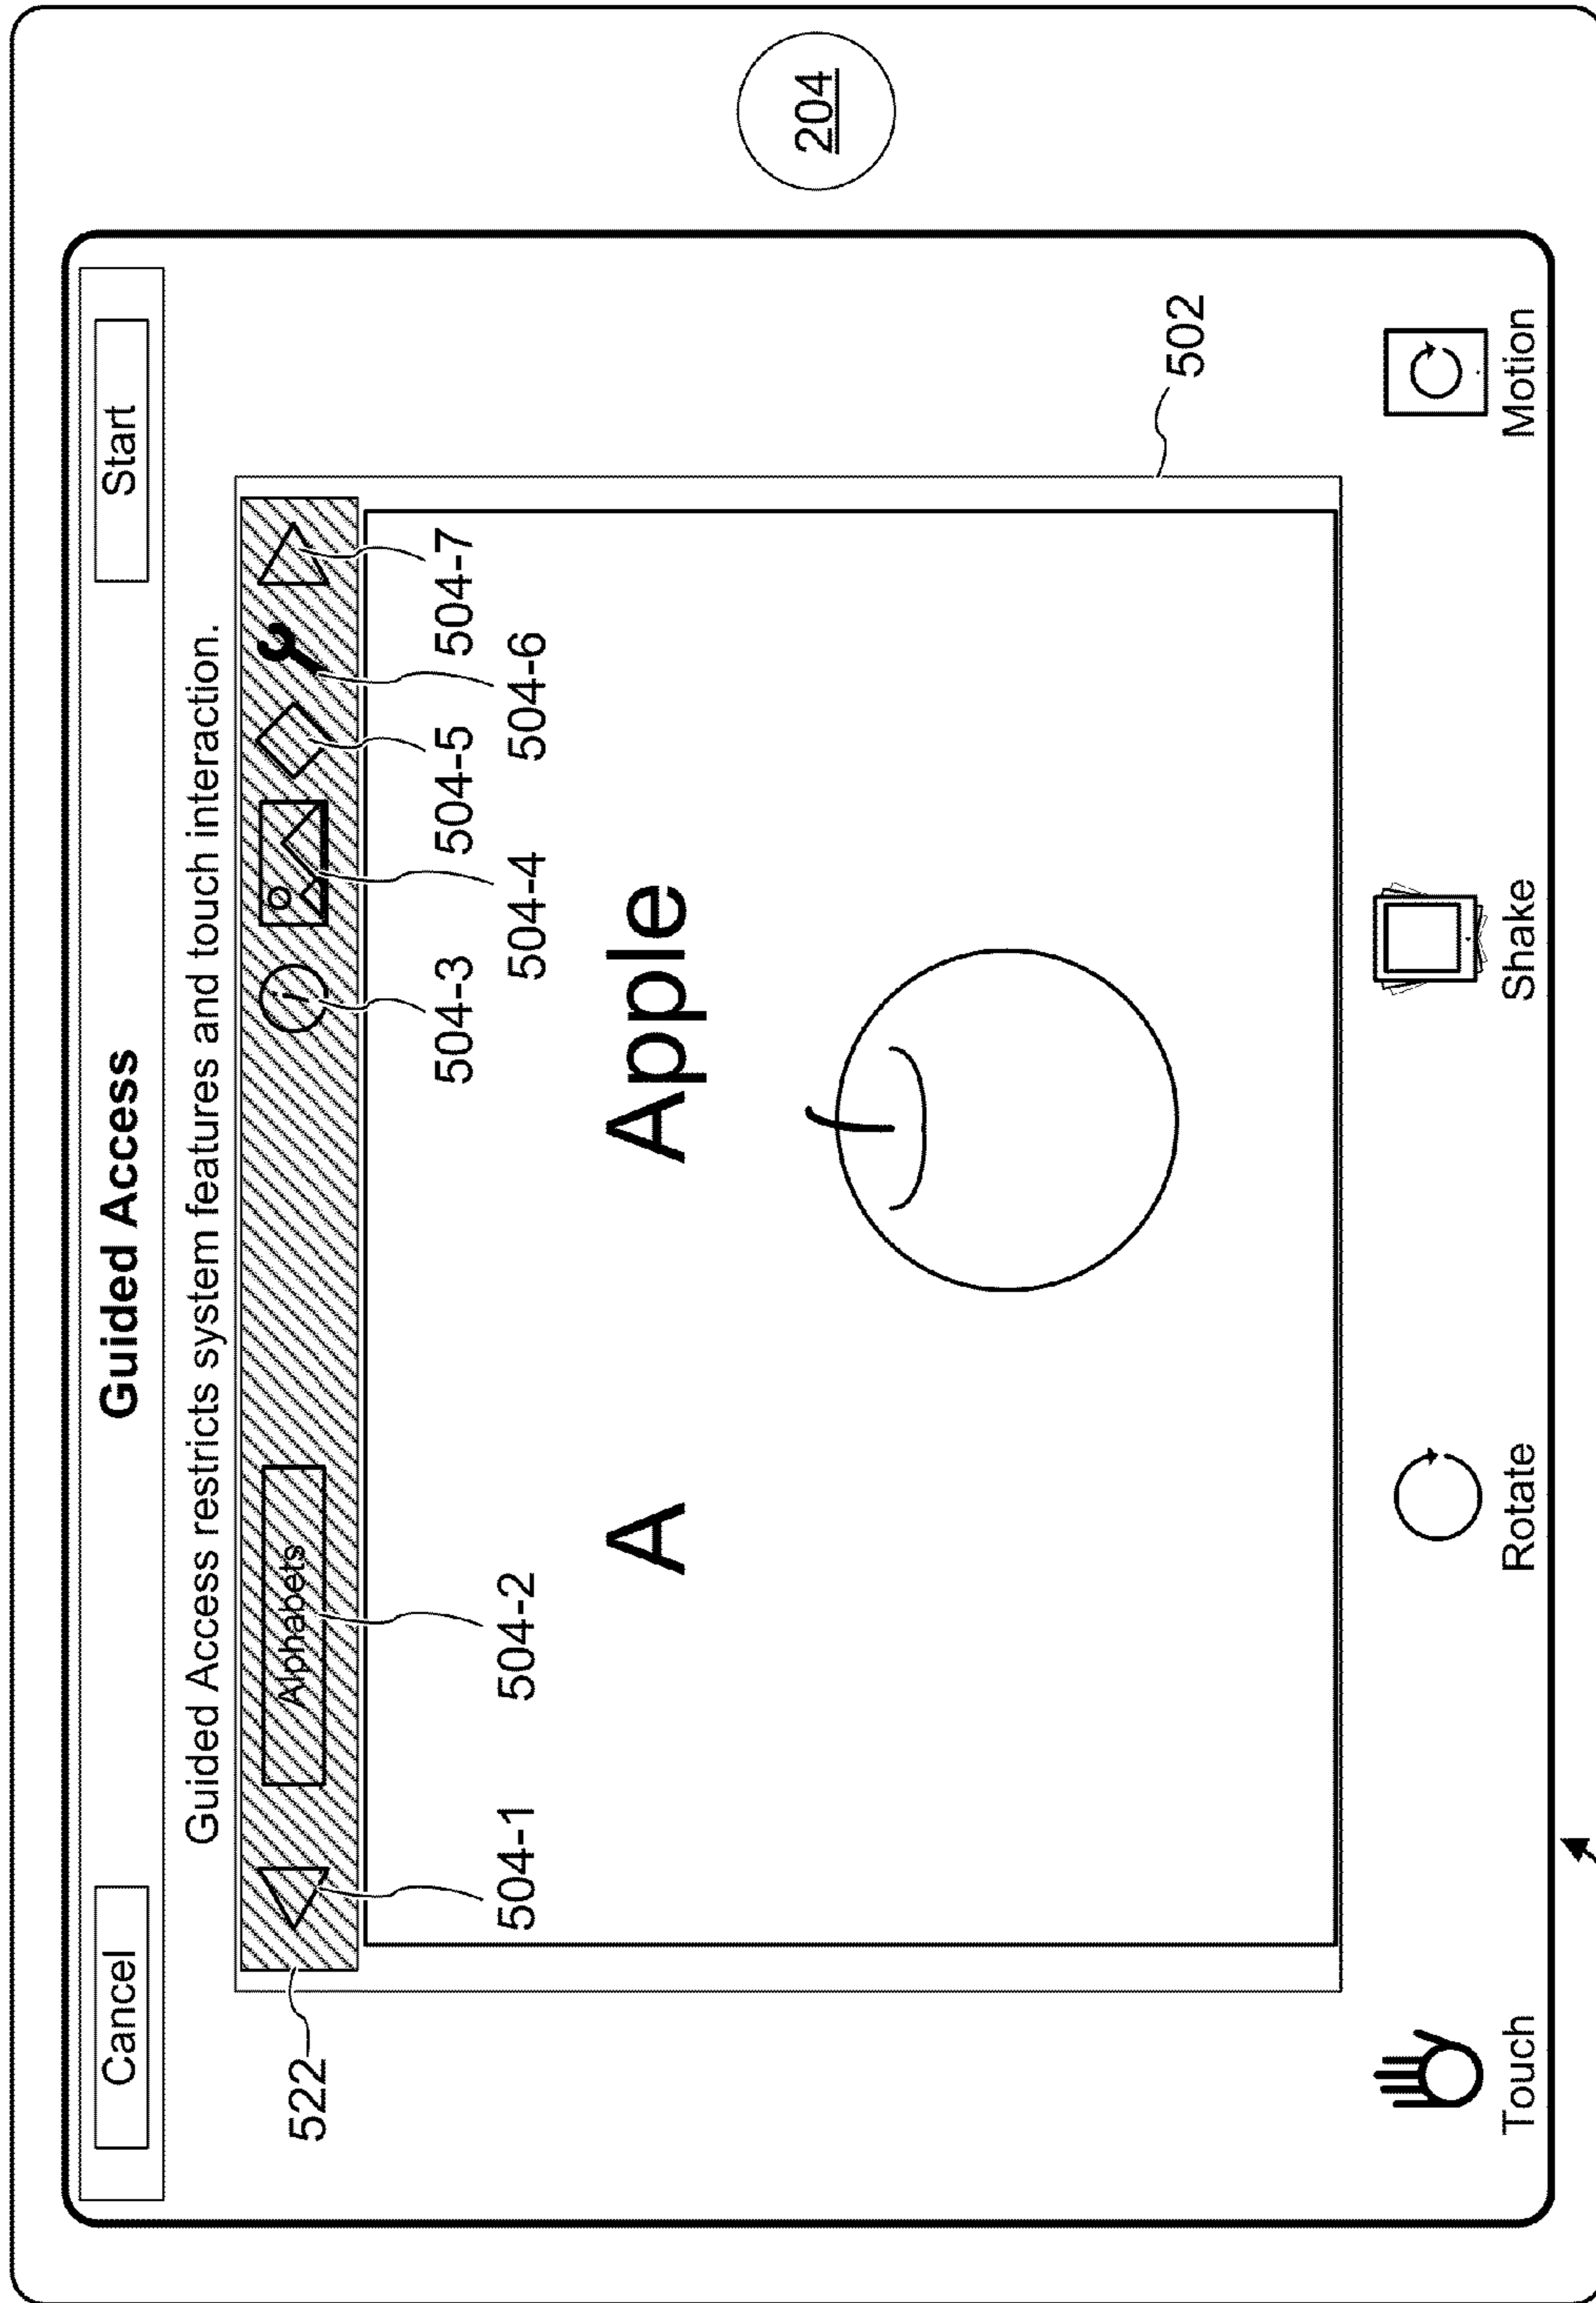 Cancel Guided Access Start
Guided Access restricts system features and touch interaction.
522
Alphabets
504-1
504-2
504-3
504-4
504-5
504-6
504-7
A Apple
502
204
Touch Rotate Shake Motion